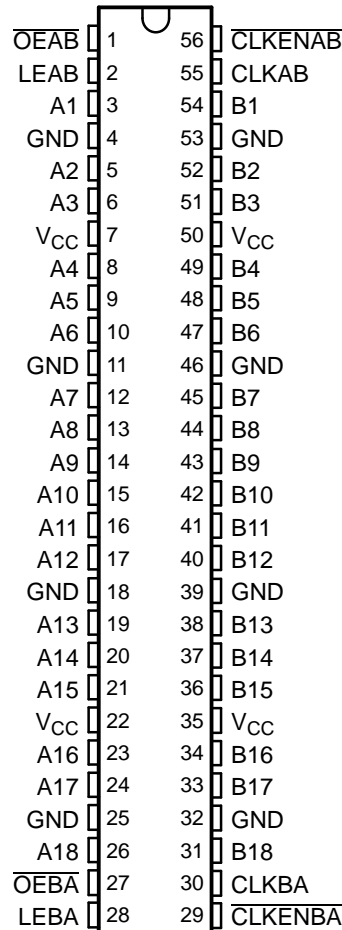 OEAB 1 56 CLKENAB
LEAB 2 55 CLKAB
A1 3 54 B1
GND 4 53 GND
A2 5 52 B2
A3 6 51 B3
VCC 7 50 VCC
A4 8 49 B4
A5 9 48 B5
A6 10 47 B6
GND 11 46 GND
A7 12 45 B7
A8 13 44 B8
A9 14 43 B9
A10 15 42 B10
A11 16 41 B11
A12 17 40 B12
GND 18 39 GND
A13 19 38 B13
A14 20 37 B14
A15 21 36 B15
VCC 22 35 VCC
A16 23 34 B16
A17 24 33 B17
GND 25 32 GND
A18 26 31 B18
OEBA 27 30 CLKBA
LEBA 28 29 CLKENBA